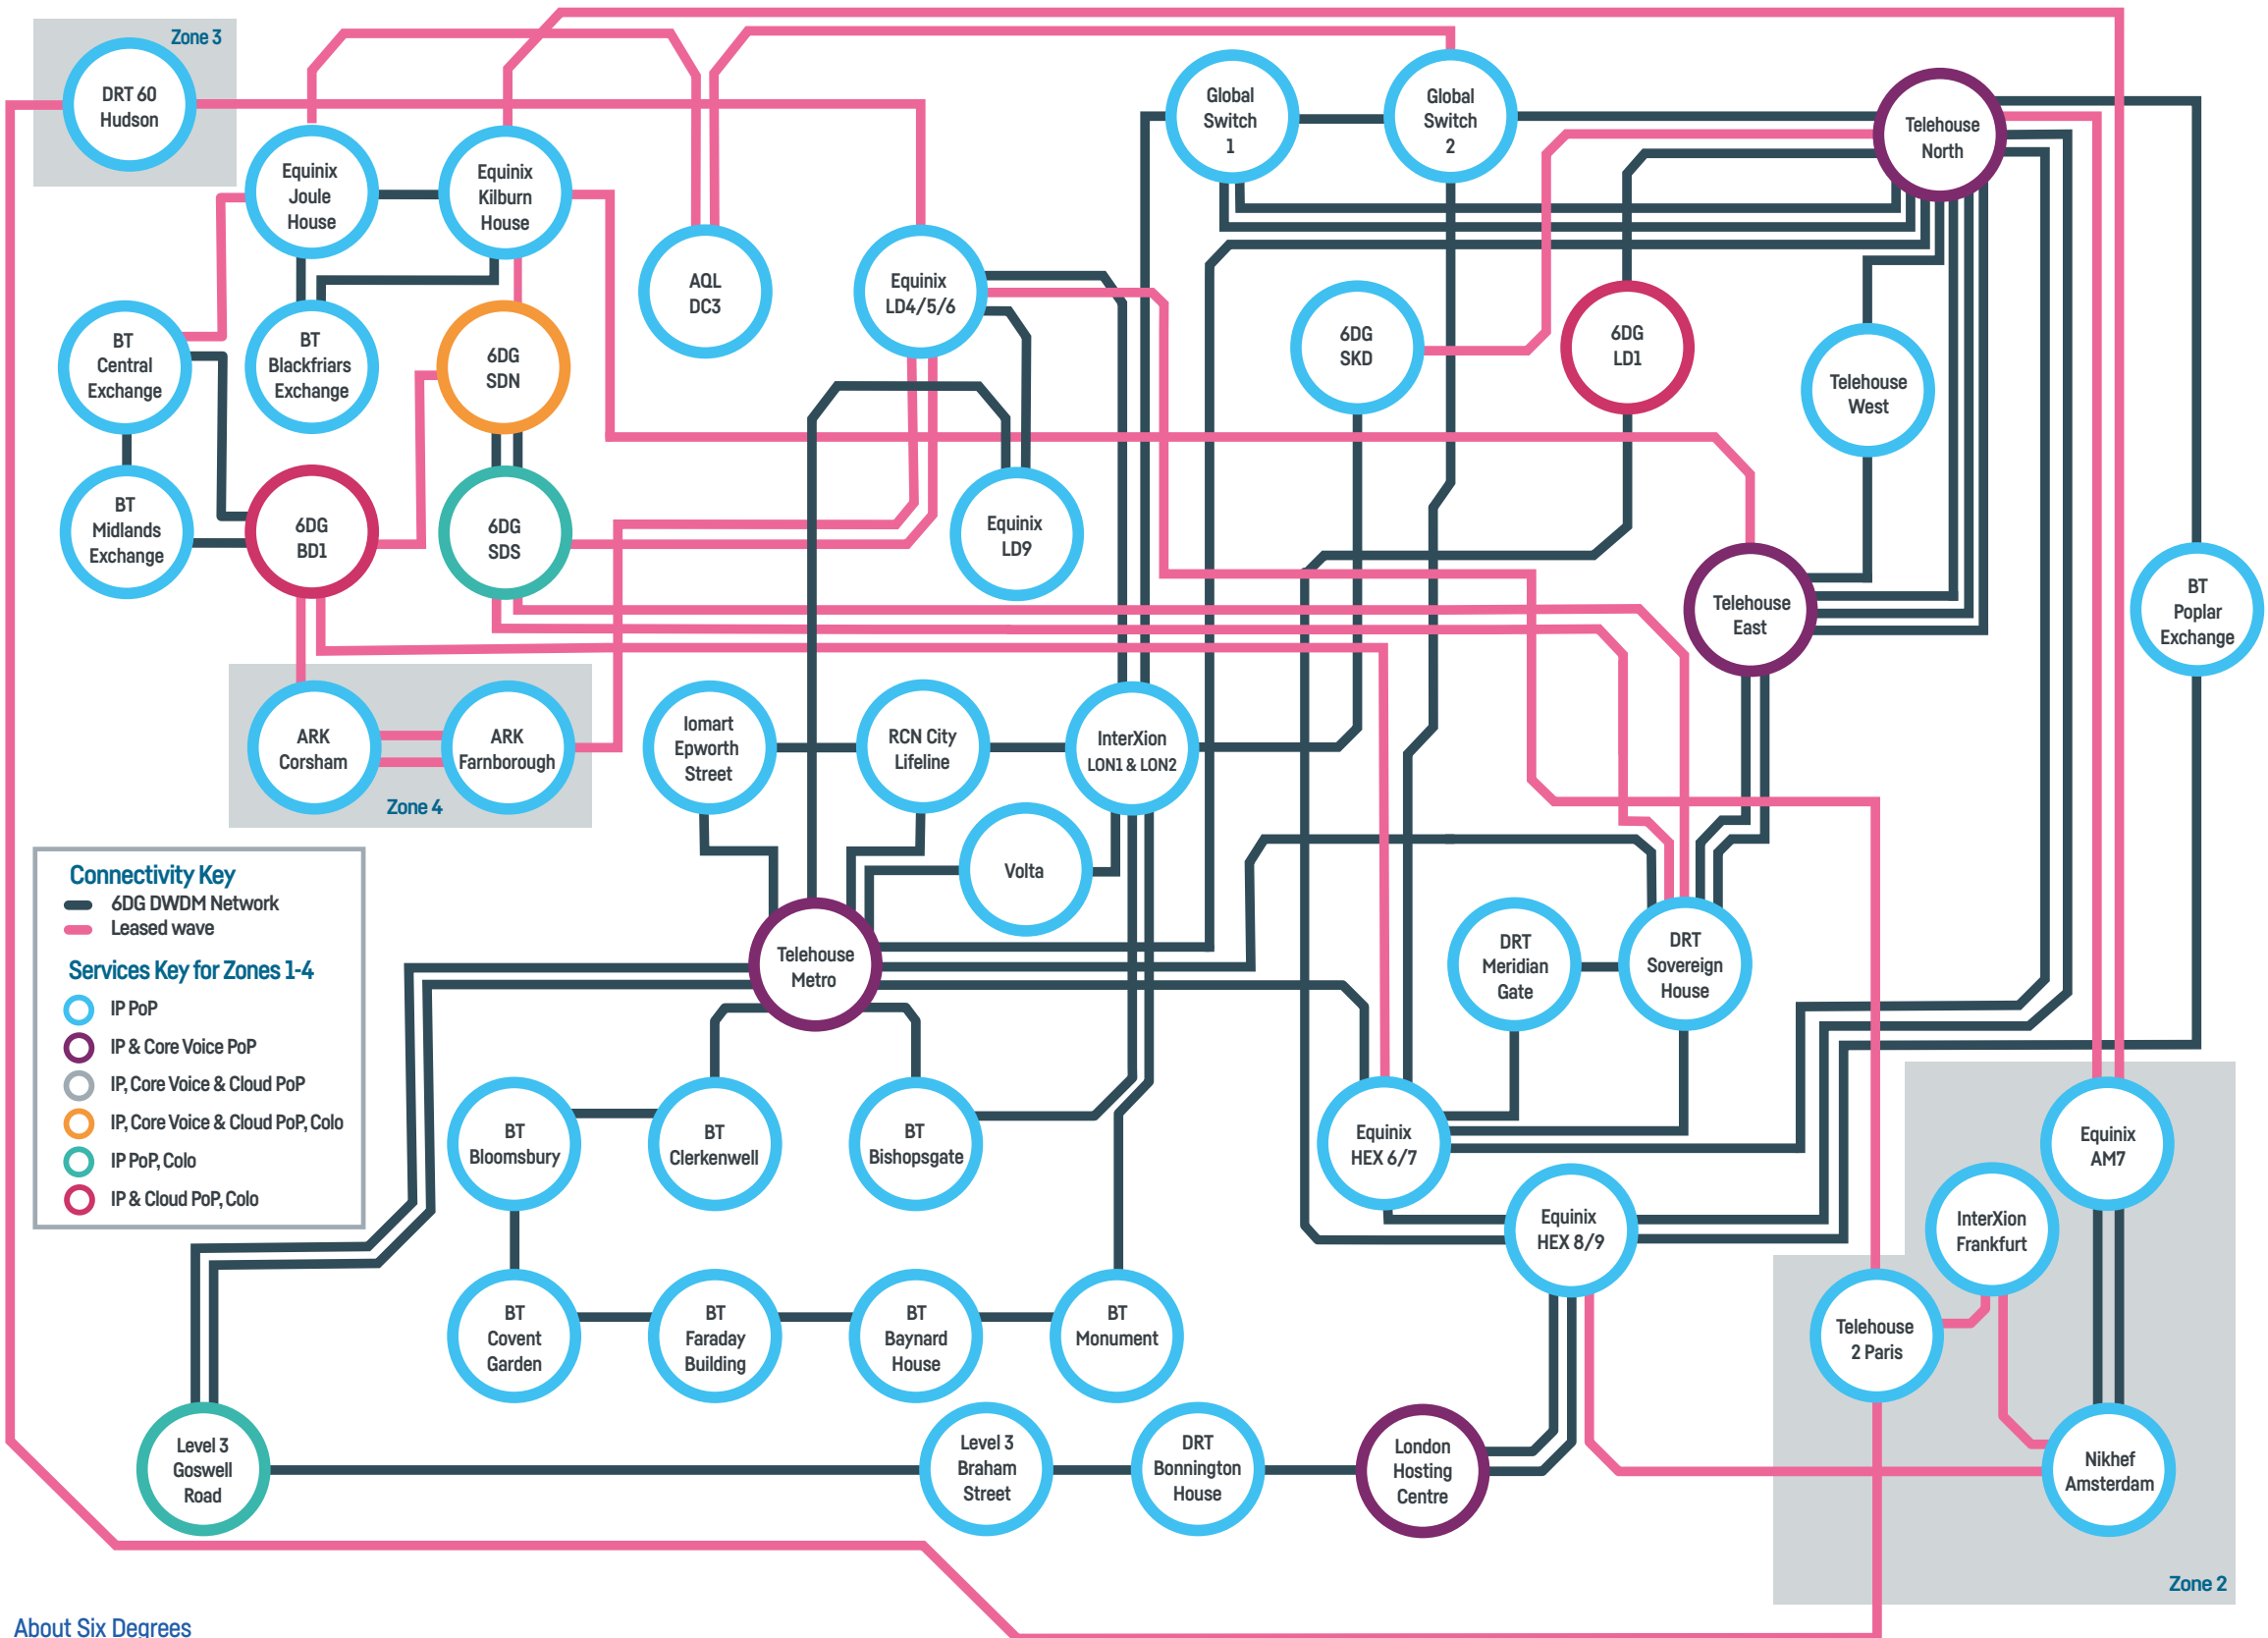 Zone 3
DRT 60
Hudson
Equinix
Joule
House
Equinix
Kilburn
House
AQL
DC3
Equinix
LD4/5/6
Global
Switch
1
Global
Switch
2
Telehouse
North
BT
Central
Exchange
BT
Blackfriars
Exchange
6DG
SDN
6DG
SKD
6DG
LD1
Telehouse
West
BT
Midlands
Exchange
6DG
BD1
6DG
SDS
Equinix
LD9
Telehouse
East
BT
Poplar
Exchange
ARK
Corsham
ARK
Farnborough
Zone 4
Iomart
Epworth
Street
RCN City
Lifeline
InterXion
LON1 & LON2
Volta
Telehouse
Metro
DRT
Meridian
Gate
DRT
Sovereign
House
Connectivity Key
6DG DWDM Network
Leased wave
Services Key for Zones 1-4
IP PoP
IP & Core Voice PoP
IP, Core Voice & Cloud PoP
IP, Core Voice & Cloud PoP, Colo
IP PoP, Colo
IP & Cloud PoP, Colo
BT
Bloomsbury
BT
Clerkenwell
BT
Bishopsgate
Equinix
HEX 6/7
Equinix
HEX 8/9
Equinix
AM7
InterXion
Frankfurt
BT
Covent
Garden
BT
Faraday
Building
BT
Baynard
House
BT
Monument
Telehouse
2 Paris
Level 3
Goswell
Road
Level 3
Braham
Street
DRT
Bonnington
House
London
Hosting
Centre
Nikhef
Amsterdam
Zone 2
About Six Degrees